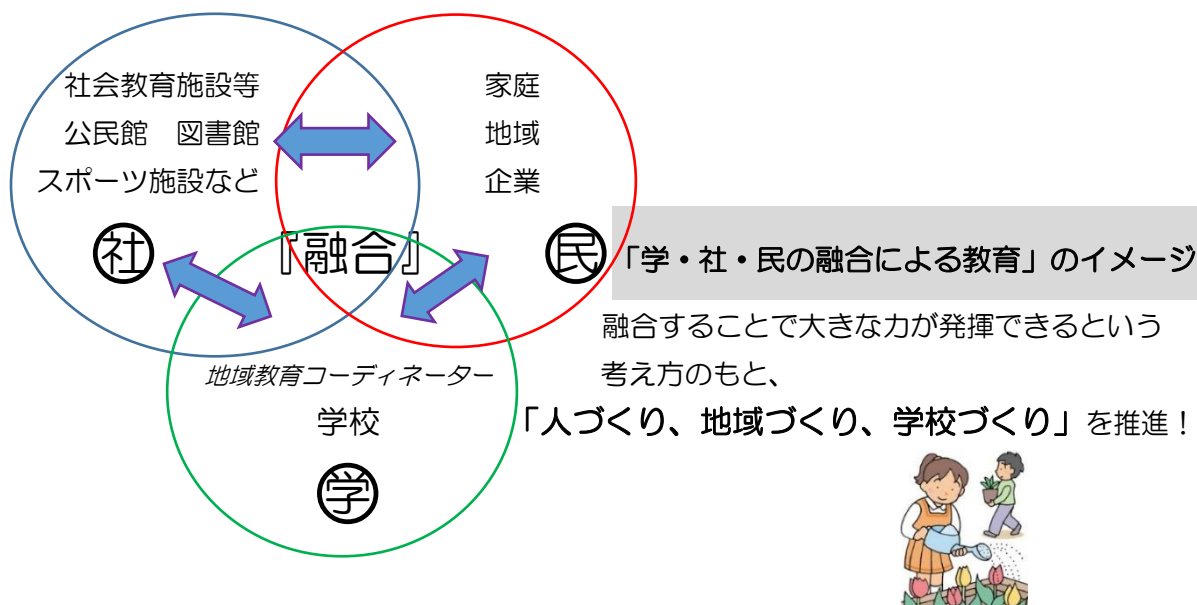 社会教育施設等
公民館　図書館
スポーツ施設など
㊓
家庭
地域
企業
民
『融合』
地域教育コーディネーター
学校
㊫
「学・社・民の融合による教育」のイメージ
融合することで大きな力が発揮できるという
考え方のもと、
「人づくり、地域づくり、学校づくり」を推進！